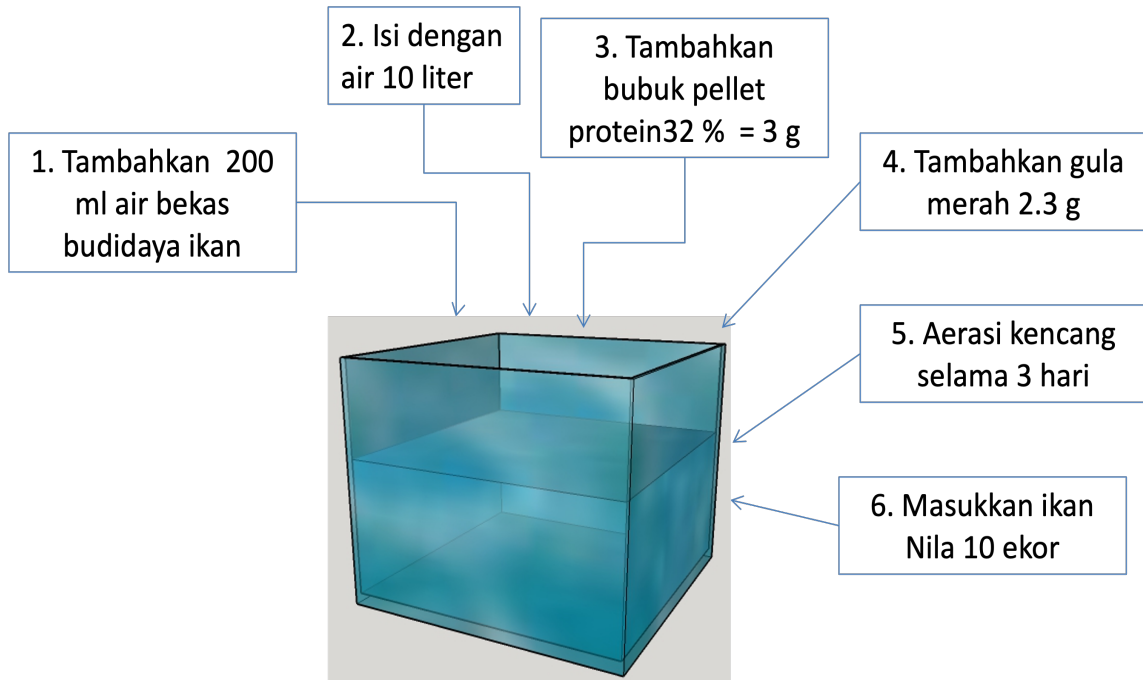 1. Tambahkan 200
ml air bekas
budidaya ikan
2. Isi dengan
air 10 liter
3. Tambahkan
bubuk pellet
protein32 % = 3 g
4. Tambahkan gula
merah 2.3 g
5. Aerasi kencang
selama 3 hari
6. Masukkan ikan
Nila 10 ekor